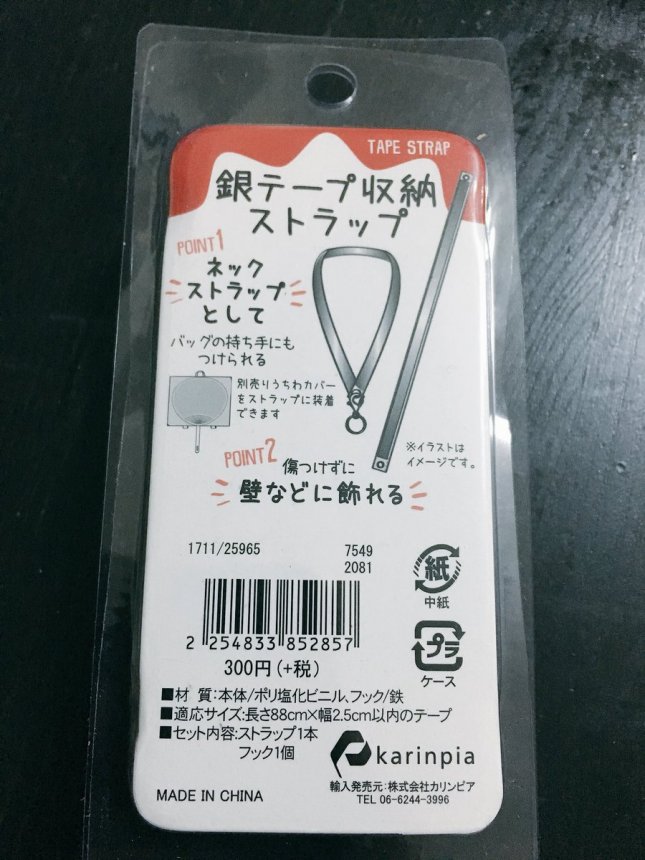 TAPE STRAP
銀テープ収納
ストラップ
POINT1
ネック
ストラップ
として
バッグの持ち手にも
つけられる
別売りうちわカバー
をストラップに装着
できます
※イラストは
イメージです。
POINT2
傷つけずに
壁などに飾れる
1711/25965
7549
2081
2 254833 852857
300円(+税)
紙
中紙
プラ
ケース
■材 質:本体/ポリ塩化ビニル、フック/鉄
■適応サイズ:長さ88cm×幅2.5cm以内のテープ
■セット内容:ストラップ1本
フック1個
karinpia
輸入発売元:株式会社カリンピア
TEL 06-6244-3996
MADE IN CHINA